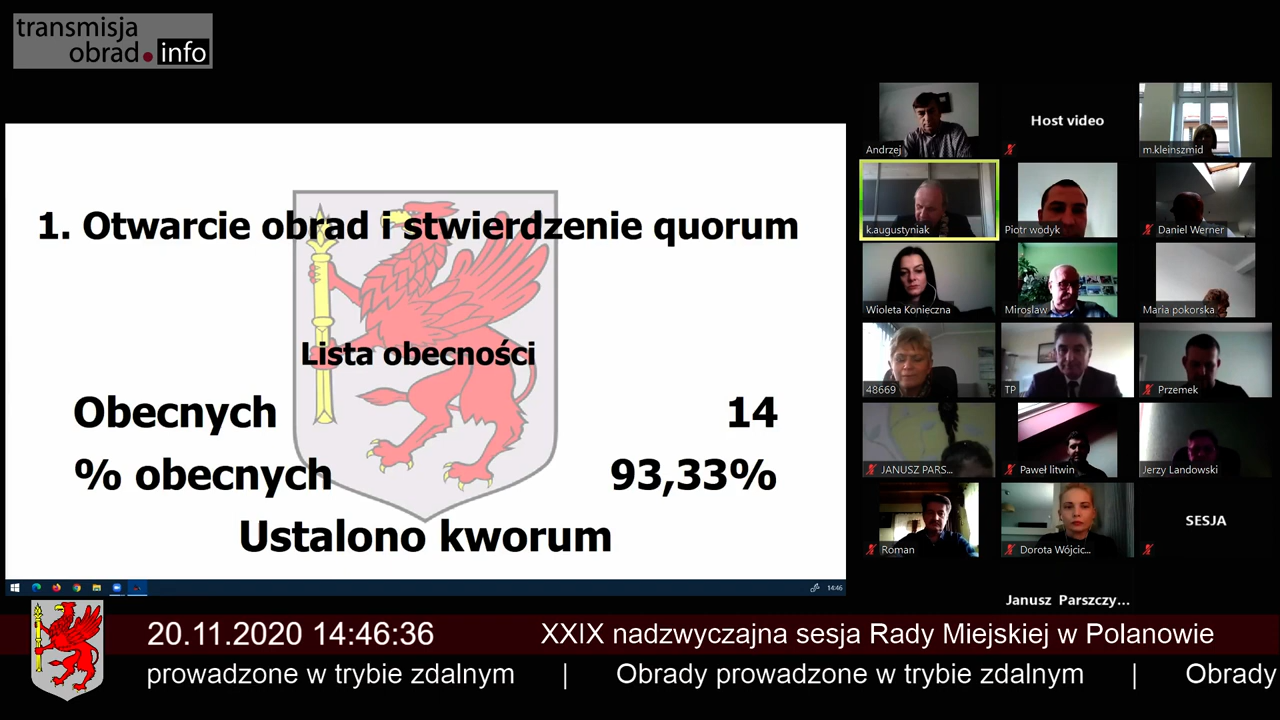 transmisja
obrad.info
1. Otwarcie obrad i stwierdzenie quorum
Lista obecności
Obecnych 14
% obecnych 93,33%
Ustalono kworum
14:46
Andrzej
Host video
m.kleinszmid
k.augustyniak
Piotr wodyk
Daniel Werner
Wioleta Konieczna
Miroslaw
Maria pokorska
48669
TP
Przemek
JANUSZ PARS...
Paweł litwin
Jerzy Landowski
Roman
Dorota Wójcic...
SESJA
Janusz Parszczy...
20.11.2020 14:46:36
XXIX nadzwyczajna sesja Rady Miejskiej w Polanowie
prowadzone w trybie zdalnym | Obrady prowadzone w trybie zdalnym | Obrady